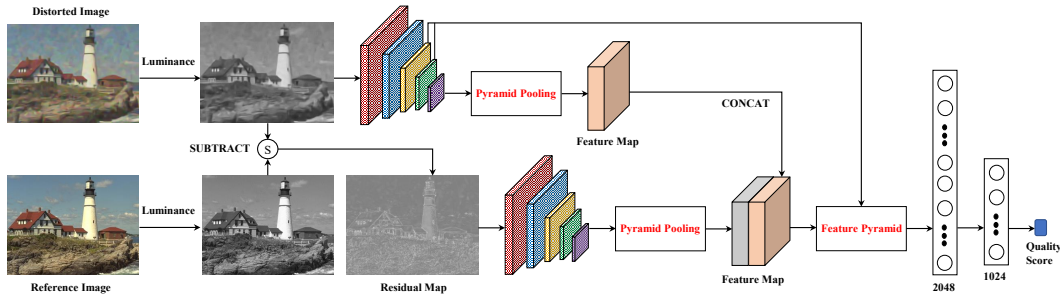 Distorted Image
Luminance
Pyramid Pooling
CONCAT
Feature Map
SUBTRACT
S
Luminance
Pyramid Pooling
Feature Pyramid
Quality
Score
Reference Image
Residual Map
Feature Map
2048
1024